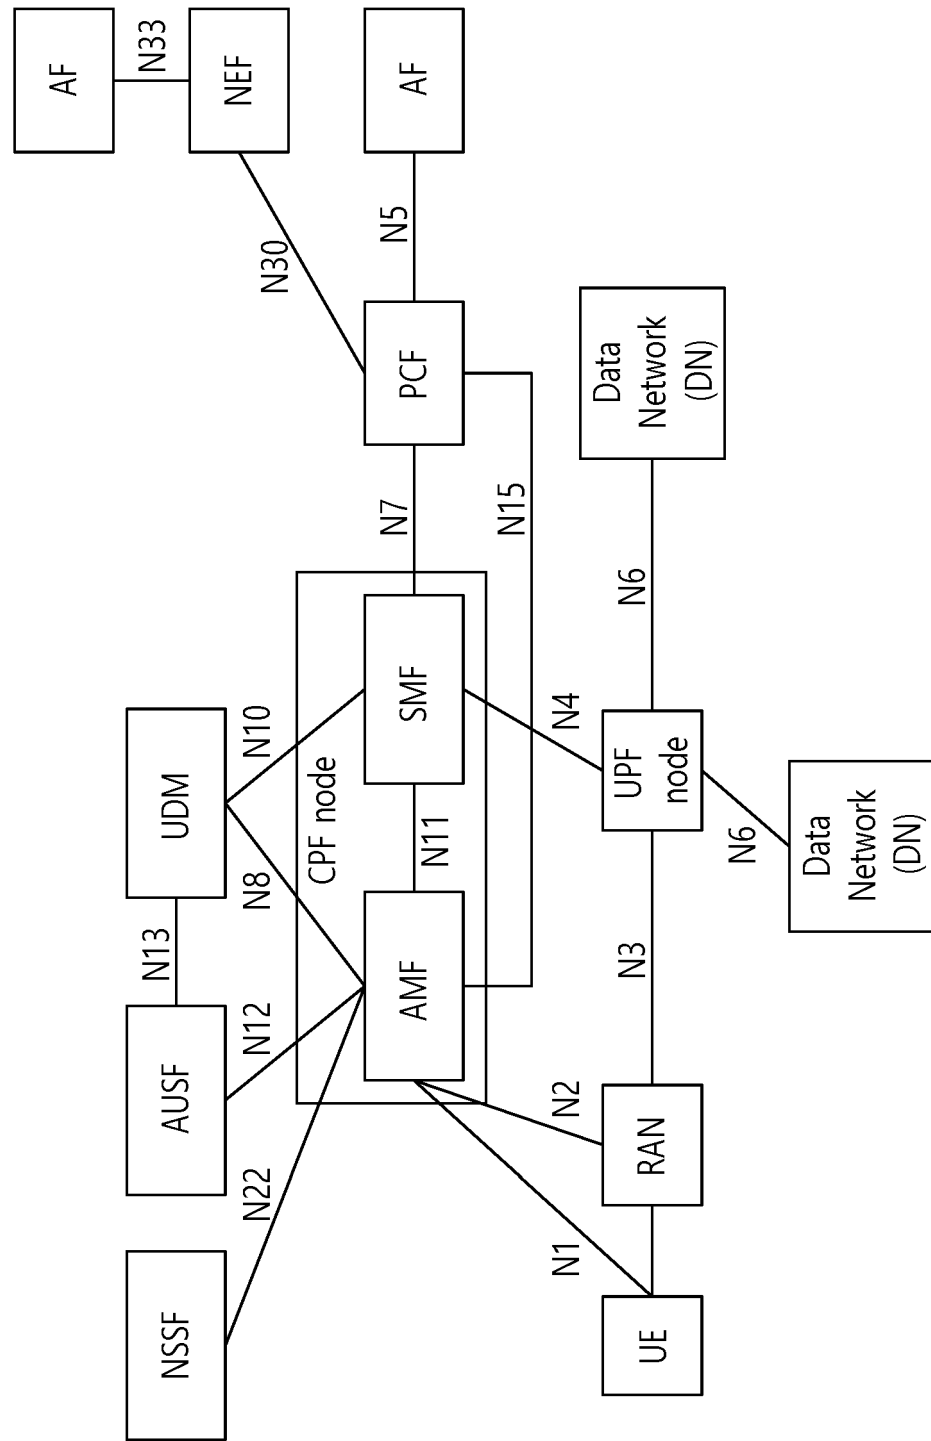 AF
N33
NSSF
AUSF
N13
UDM
NEF
N22
N12
N8
N10
N30
CPF node
AMF
N11
SMF
N7
PCF
N5
AF
N15
N1
N2
N4
UE
RAN
N3
UPF
node
N6
Data
Network
(DN)
N6
Data
Network
(DN)